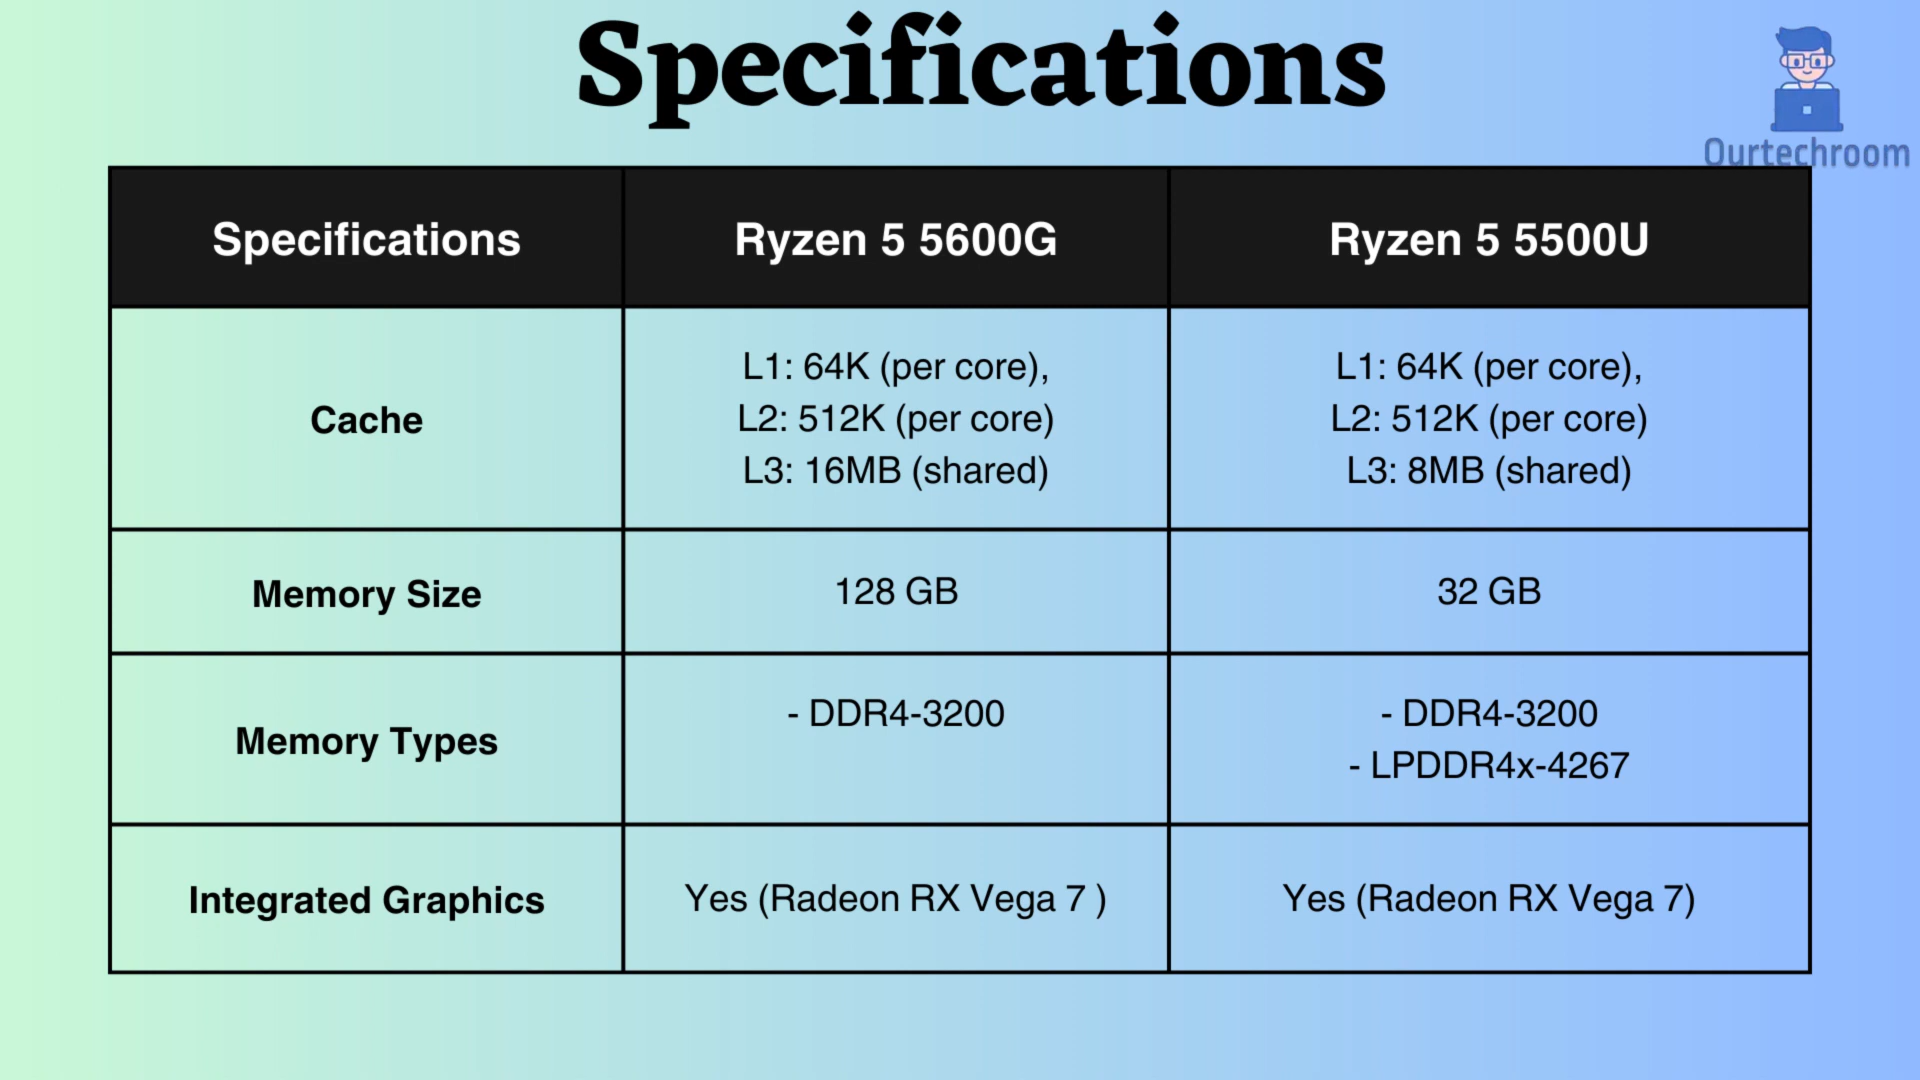 Specifications
Ourtechroom
Specifications Ryzen 5 5600G Ryzen 5 5500U
Cache
L1: 64K (per core),
L2: 512K (per core)
L3: 16MB (shared)
L1: 64K (per core),
L2: 512K (per core)
L3: 8MB (shared)
Memory Size 128 GB 32 GB
Memory Types
- DDR4-3200
- DDR4-3200
- LPDDR4x-4267
Integrated Graphics Yes (Radeon RX Vega 7 ) Yes (Radeon RX Vega 7)